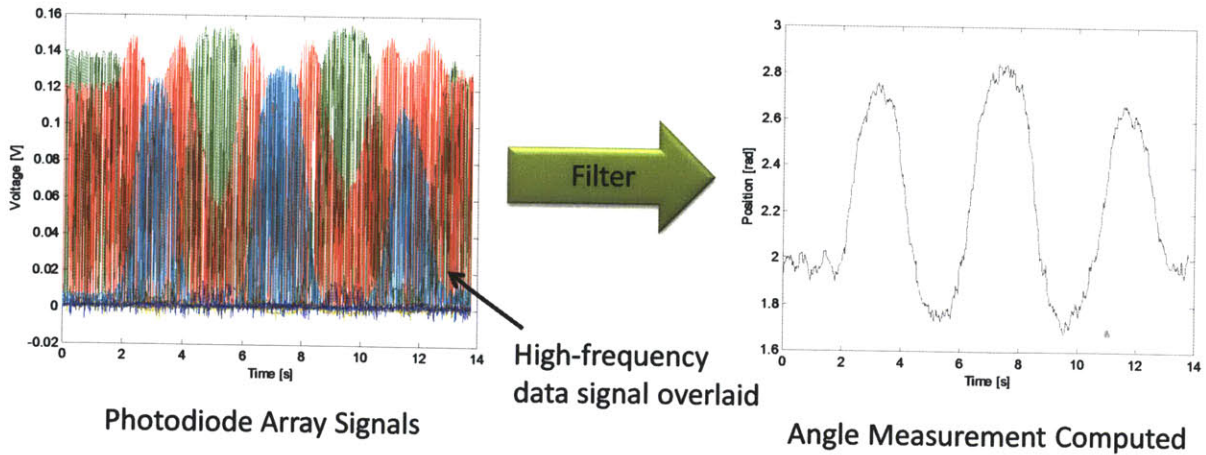 0.16
0.14
0.12
0.1
0.08
0.06
0.04
0.02
0
-0.02
Voltage [V]
0 2 4 6 8 10 12 14
Time [s]
Photodiode Array Signals
Filter
High-frequency
data signal overlaid
3
2.8
2.6
2.4
2.2
2
1.8
1.6
Position [rad]
0 2 4 6 8 10 12 14
Time [s]
Angle Measurement Computed